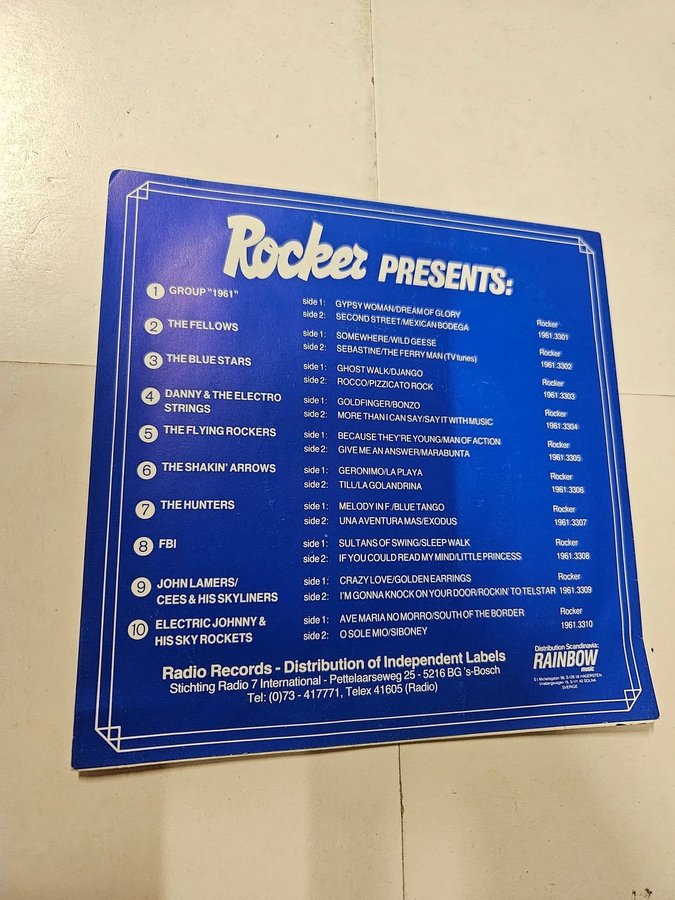 Rocker PRESENTS:
1 GROUP "1961" side 1: GYPSY WOMAN/DREAM OF GLORY
side 2: SECOND STREET/MEXICAN BODEGA Rocker 1961.3301
2 THE FELLOWS side 1: SOMEWHERE/WILD GEESE
side 2: SEBASTINE/THE FERRY MAN (TV tunes) Rocker 1961.3302
3 THE BLUE STARS side 1: GHOST WALK/DJANGO
side 2: ROCCO/PIZZICATO ROCK Rocker 1961.3303
4 DANNY & THE ELECTRO side 1: GOLDFINGER/BONZO
STRINGS side 2: MORE THAN I CAN SAY/SAY IT WITH MUSIC Rocker 1961.3304
5 THE FLYING ROCKERS side 1: BECAUSE THEY'RE YOUNG/MAN OF ACTION
side 2: GIVE ME AN ANSWER/MARABUNTA Rocker 1961.3305
6 THE SHAKIN' ARROWS side 1: GERONIMO/LA PLAYA
side 2: TILL/LA GOLANDRINA Rocker 1961.3306
7 THE HUNTERS side 1: MELODY IN F./BLUE TANGO Rocker
side 2: UNA AVENTURA MAS/EXODUS 1961.3307
8 FBI side 1: SULTANS OF SWING/SLEEP WALK Rocker
side 2: IF YOU COULD READ MY MIND/LITTLE PRINCESS 1961.3308
9 JOHN LAMERS/ side 1: CRAZY LOVE/GOLDEN EARRINGS Rocker
CEES & HIS SKYLINERS side 2: I'M GONNA KNOCK ON YOUR DOOR/ROCKIN' TO TELSTAR 1961.3309
10 ELECTRIC JOHNNY & side 1: AVE MARIA NO MORRO/SOUTH OF THE BORDER Rocker
HIS SKY ROCKETS side 2: O SOLE MIO/SIBONEY 1961.3310
Radio Records - Distribution of Independent Labels
Stichting Radio 7 International - Pettelaarseweg 25 - 5216 BG 's-Bosch
Tel: (0)73 - 417771, Telex 41605 (Radio)
Distribution Scandinavia:
RAINBOW
music
SVERIGE